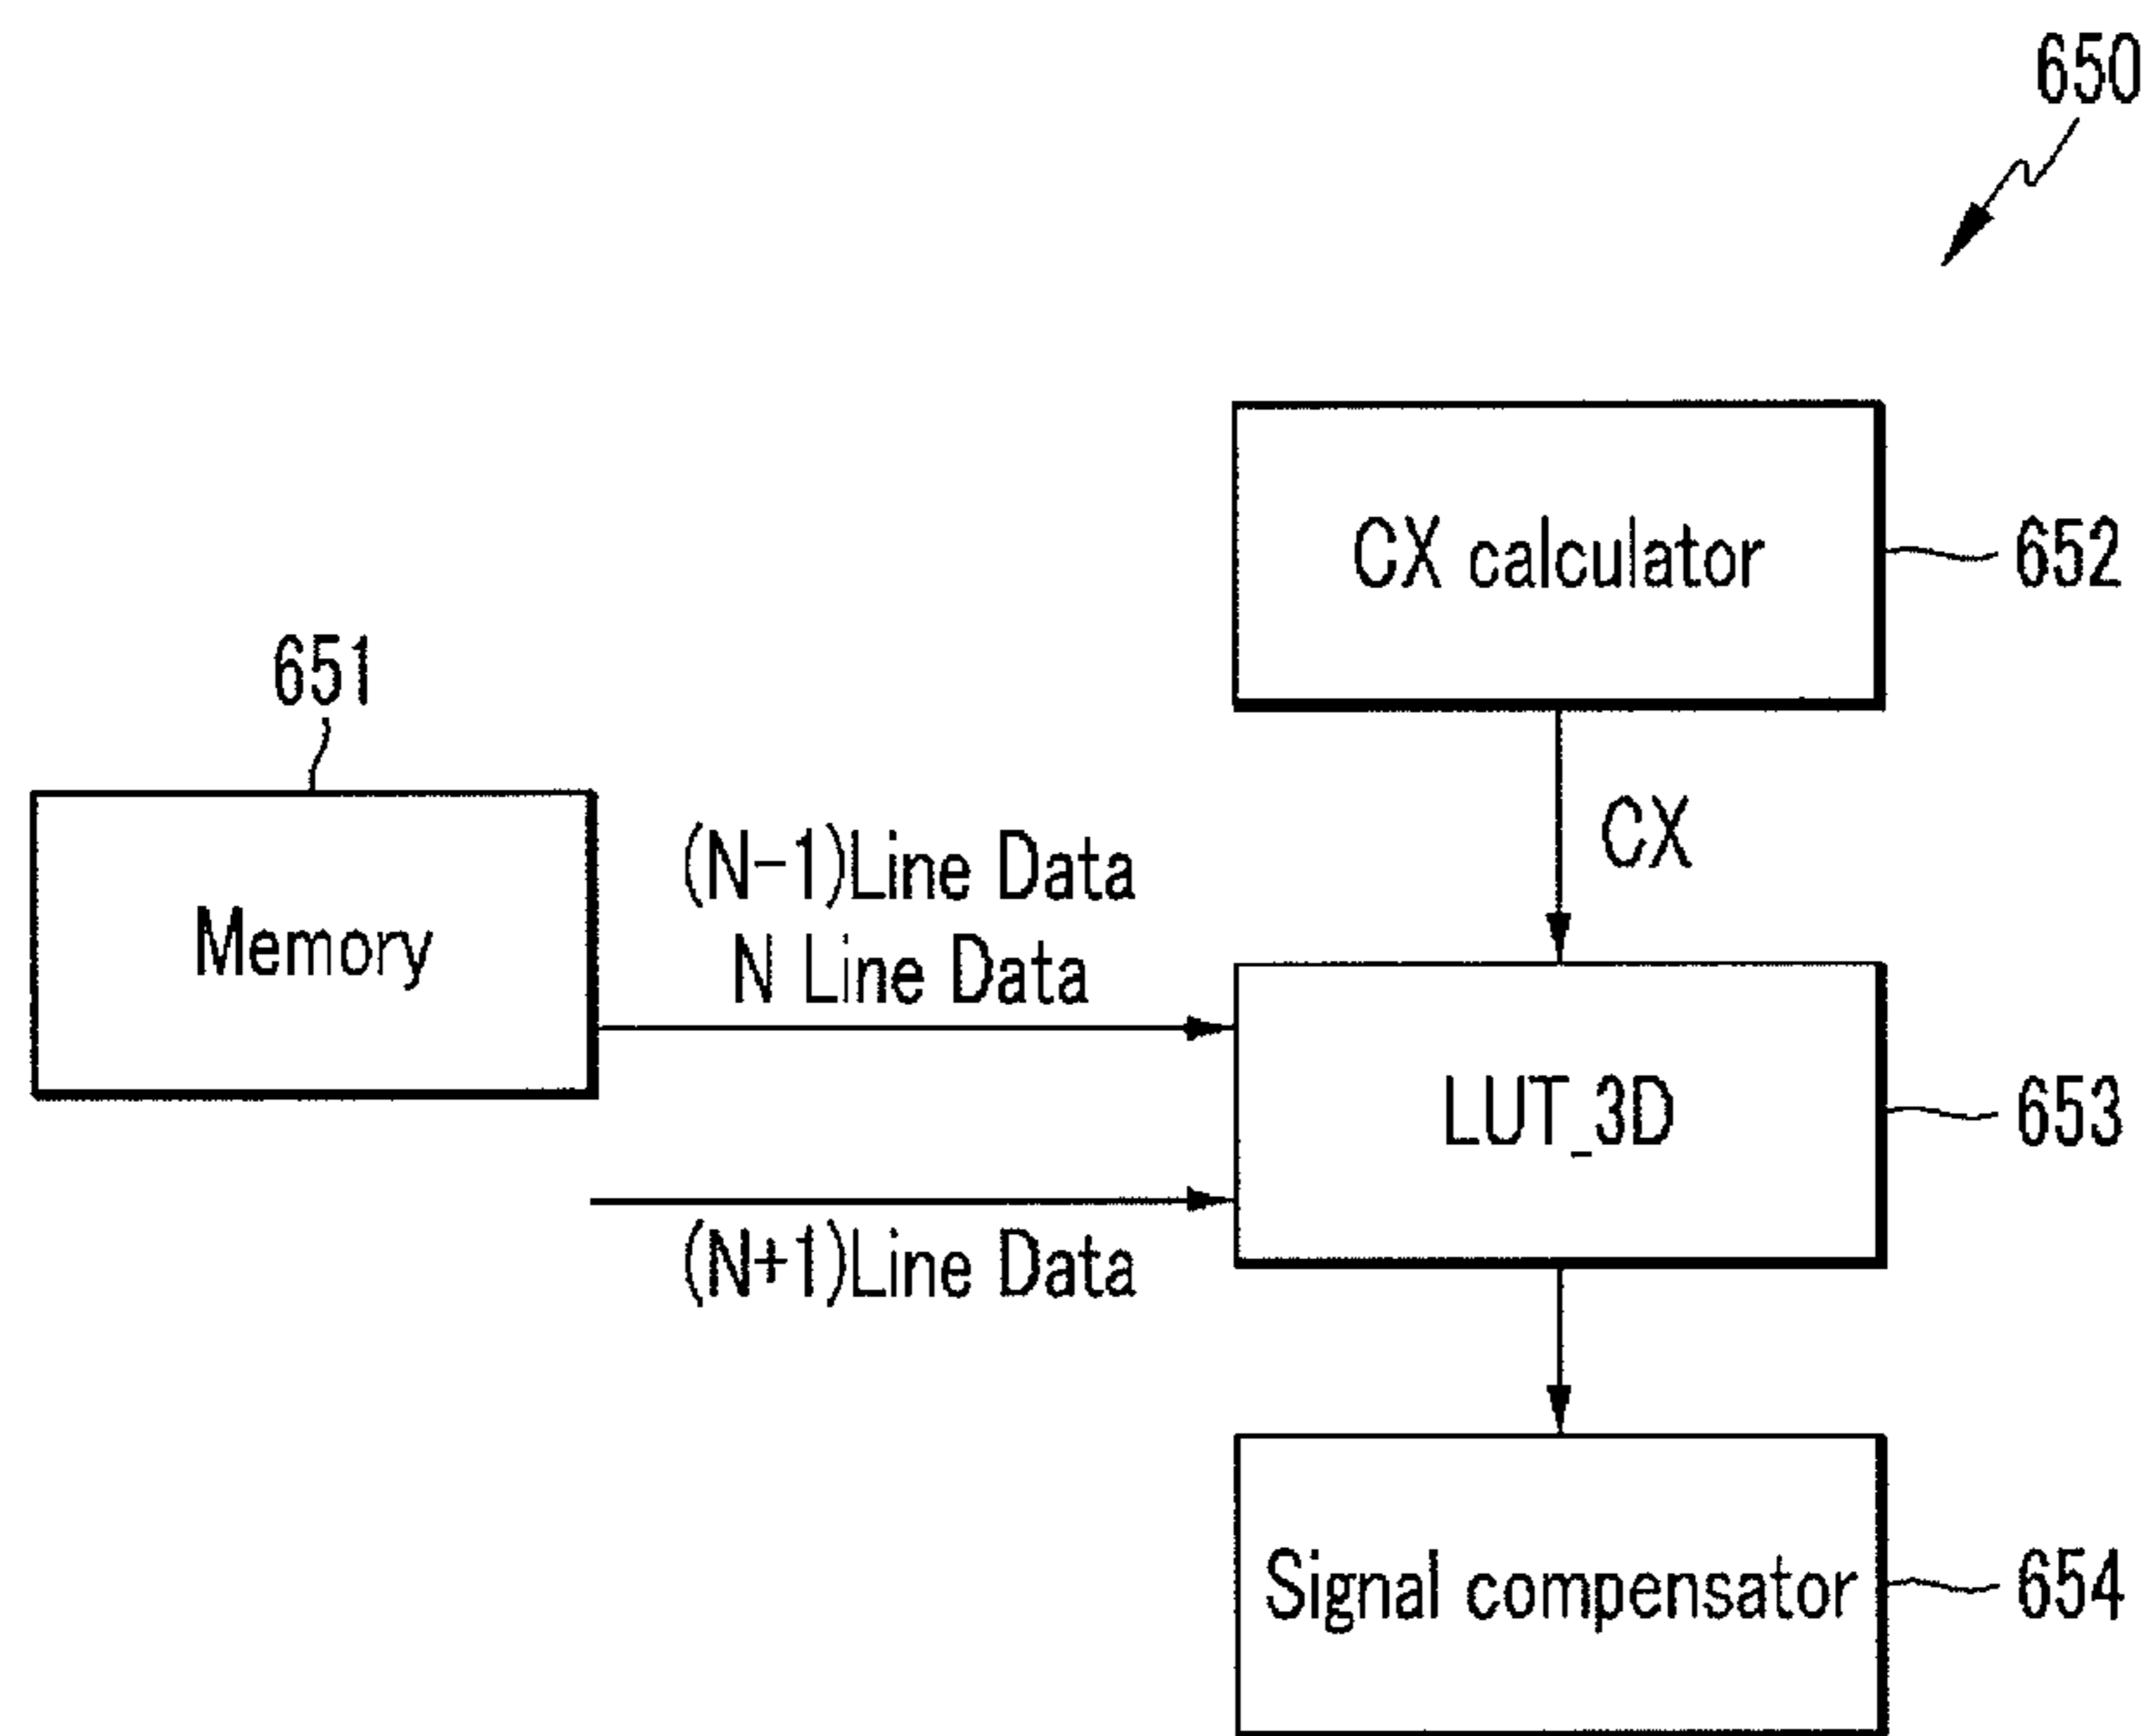 650
CX calculator
652
651
CX
(N-1)Line Data
N Line Data
Memory
LUT_3D
653
(N+1)Line Data
Signal compensator
654